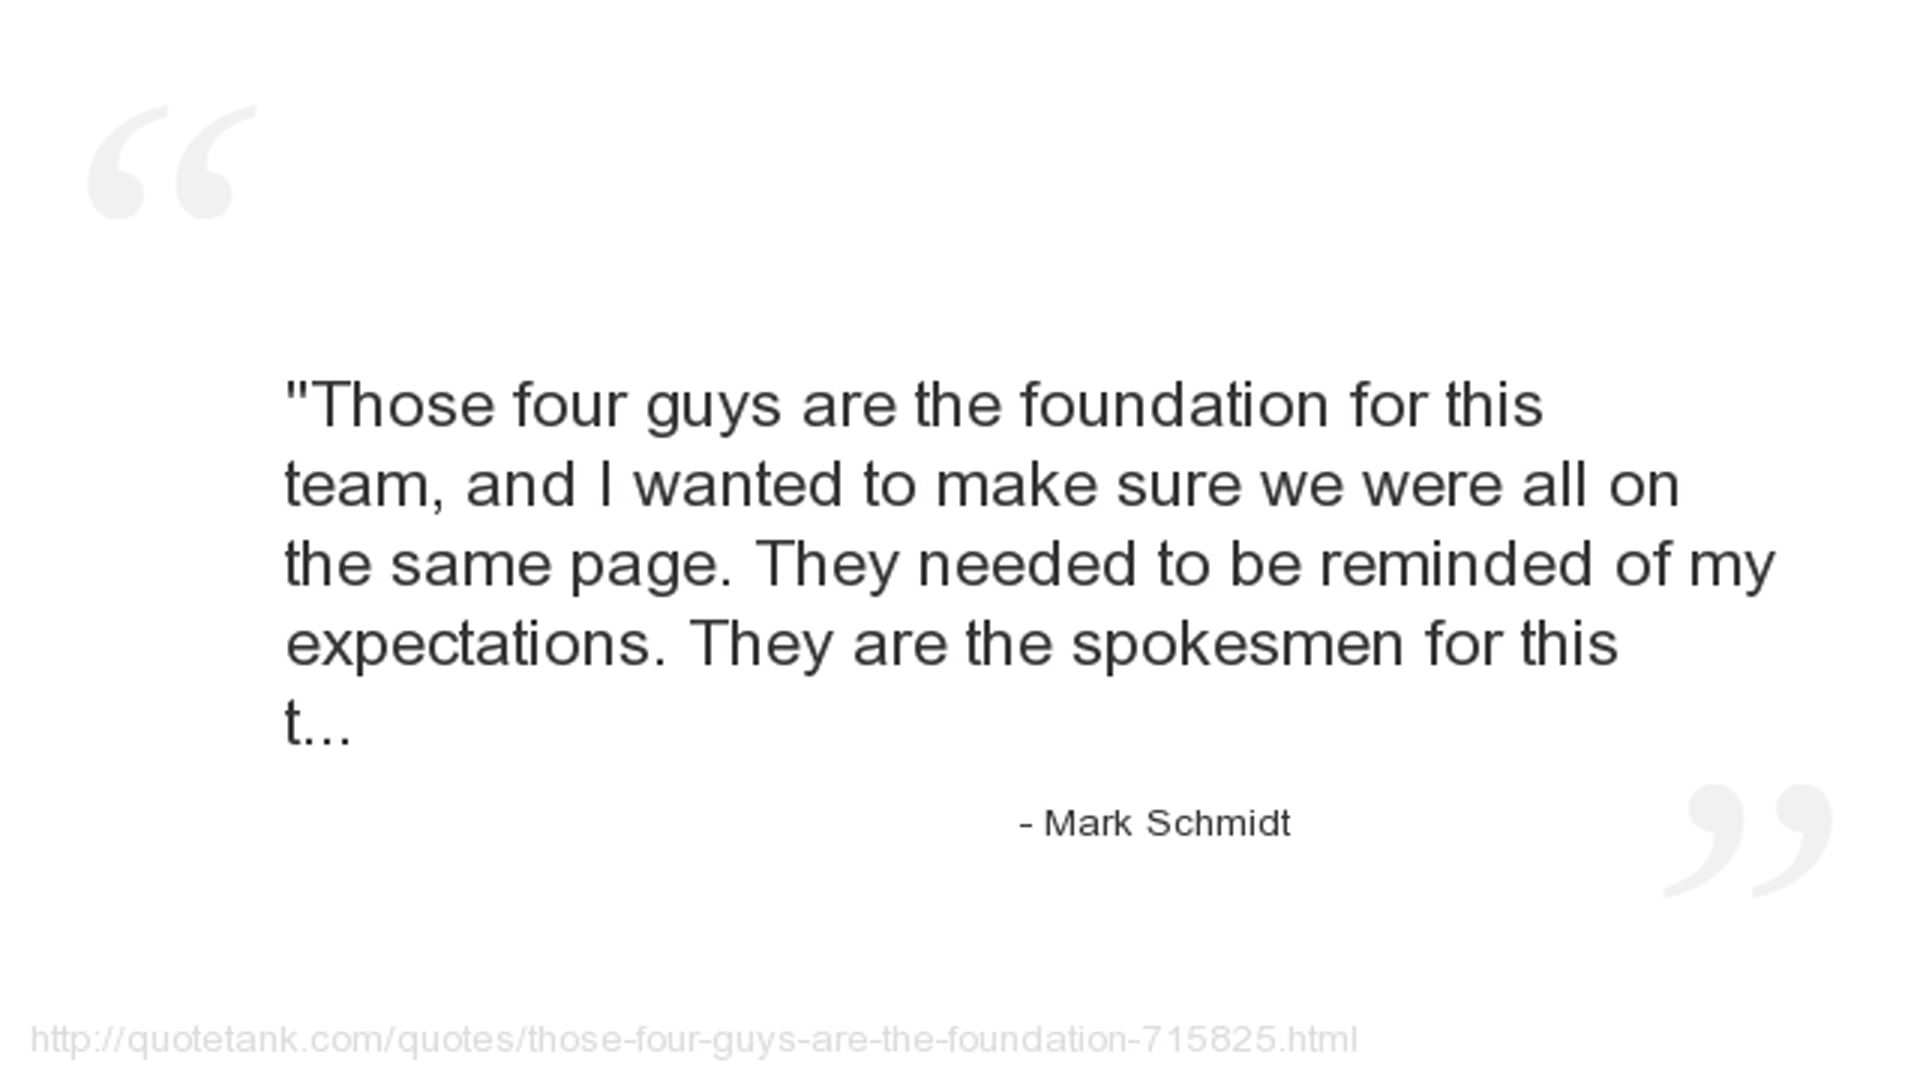 "Those four guys are the foundation for this
team, and I wanted to make sure we were all on
the same page. They needed to be reminded of my
expectations. They are the spokesmen for this
t...
- Mark Schmidt
http://quotetank.com/quotes/those-four-guys-are-the-foundation-715825.html